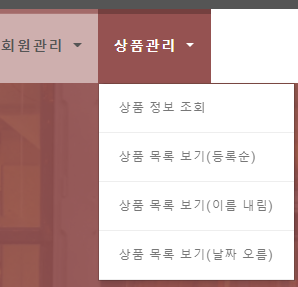 회원관리
상품관리
상품 정보 조회
상품 목록 보기(등록순)
상품 목록 보기(이름 내림)
상품 목록 보기(날짜 오름)